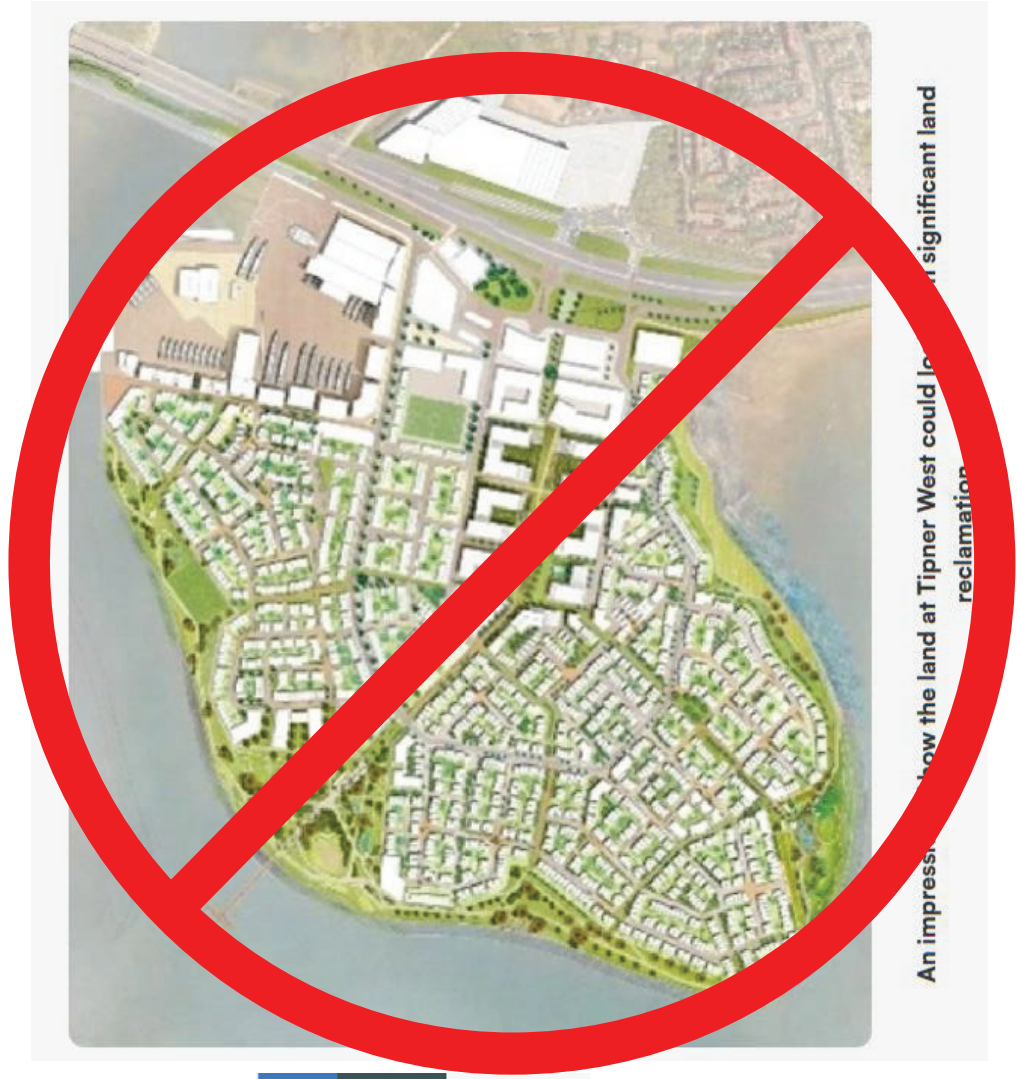 An impressi how the land at Tipner West could lo significant land
reclamation